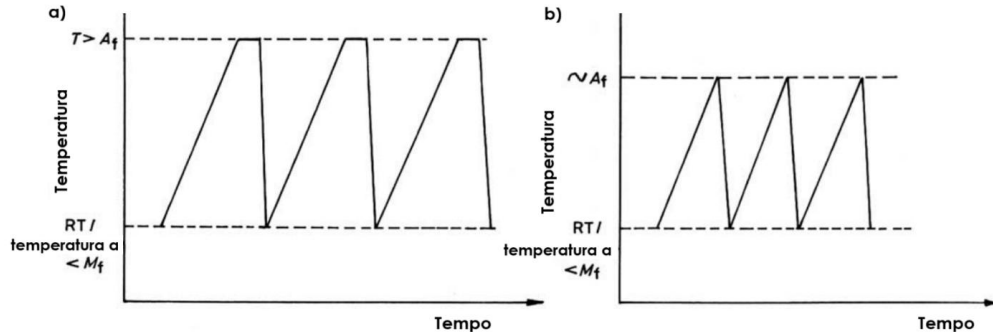 a)
T > Af
Temperatura
RT /
temperatura a
< Mf
Tempo
b)
~ Af
Temperatura
RT /
temperatura a
< Mf
Tempo